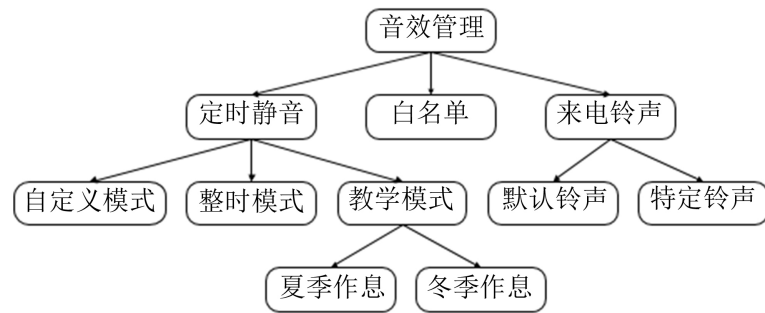 音效管理
定时静音
白名单
来电铃声
自定义模式
整时模式
教学模式
默认铃声
特定铃声
夏季作息
冬季作息